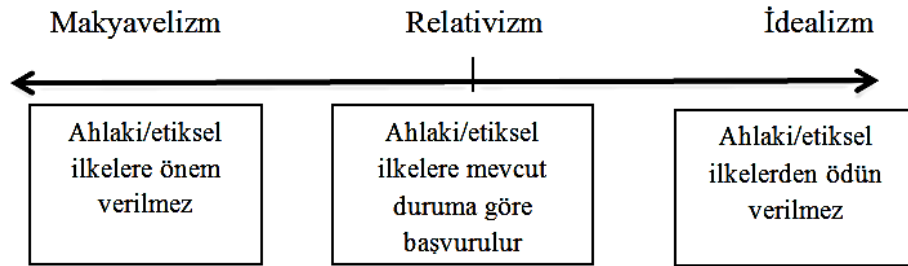 Makyavelizm Relativizm İdealizm
Ahlaki/etiksel
ilkelere önem
verilmez
Ahlaki/etiksel
ilkelere mevcut
duruma göre
başvurulur
Ahlaki/etiksel
ilkelerden ödün
verilmez